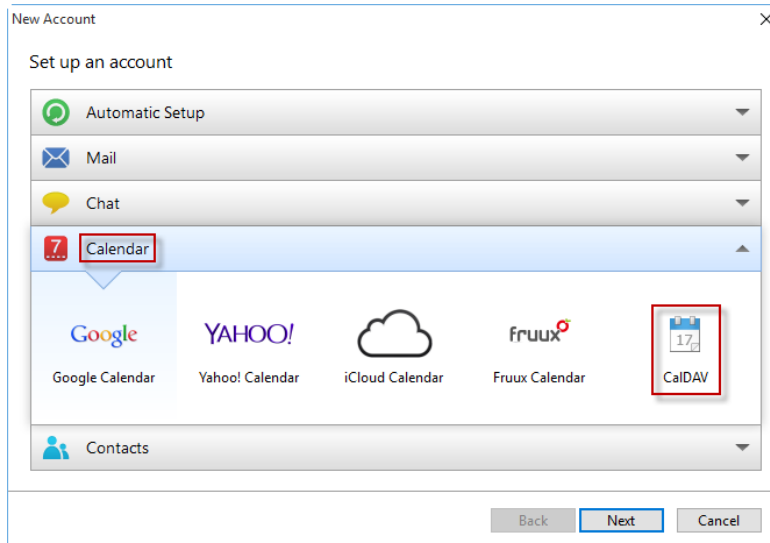 New Account
Set up an account
Automatic Setup
Mail
Chat
7 Calendar
Google YAHOO! fruux 17
Google Calendar Yahoo! Calendar iCloud Calendar Fruux Calendar CalDAV
Contacts
Back Next Cancel